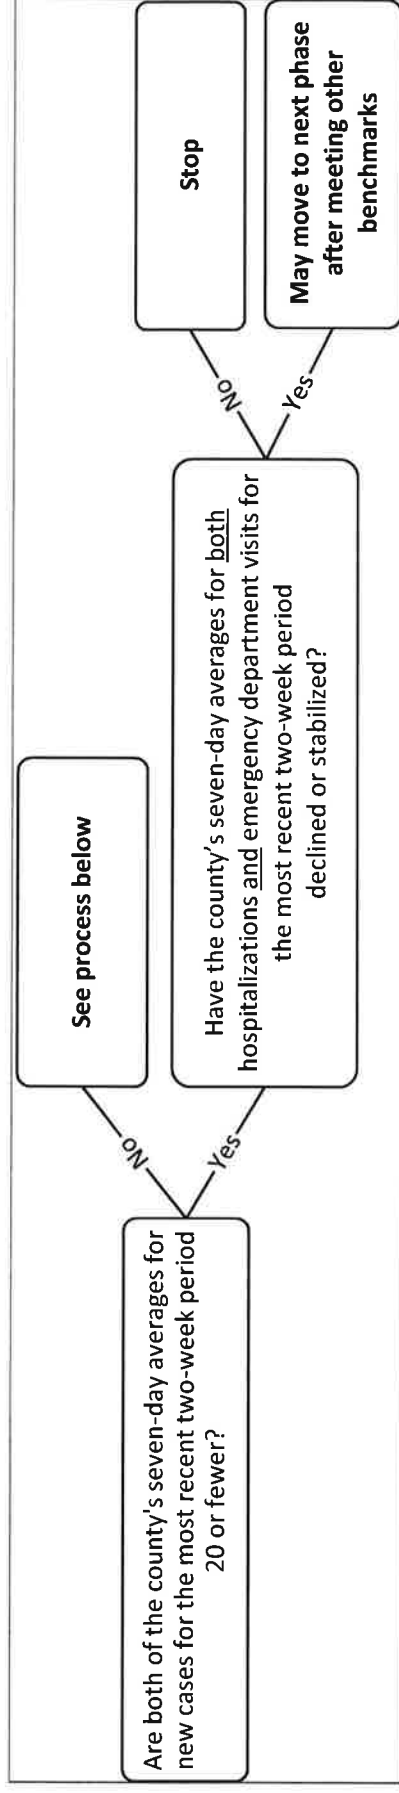 Are both of the county's seven-day averages for
new cases for the most recent two-week period
20 or fewer?
No
Yes
See process below
Have the county's seven-day averages for both
hospitalizations and emergency department visits for
the most recent two-week period
declined or stabilized?
No
Yes
Stop
May move to next phase
after meeting other
benchmarks